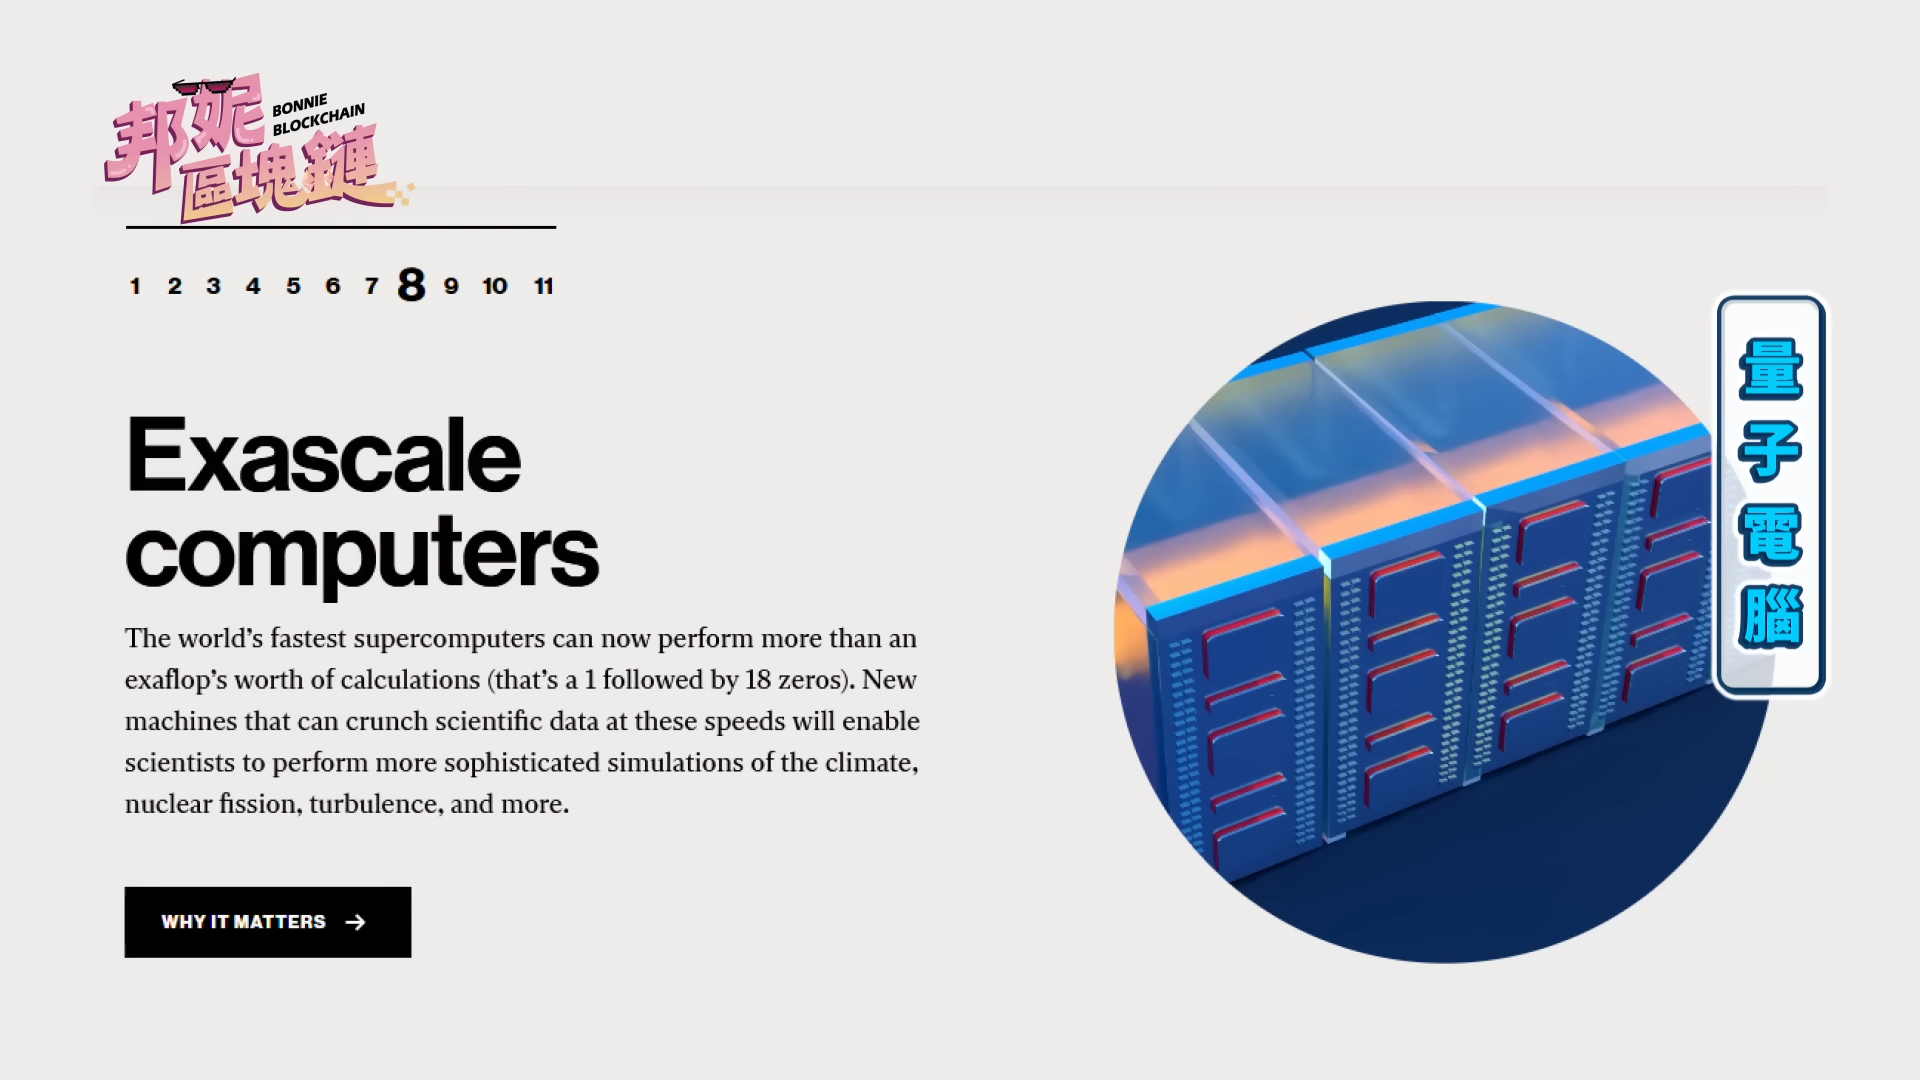 邦妮
BONNIE
BLOCKCHAIN
區塊鏈
1 2 3 4 5 6 7 8 9 10 11
Exascale
computers
The world’s fastest supercomputers can now perform more than an
exaflop’s worth of calculations (that’s a 1 followed by 18 zeros). New
machines that can crunch scientific data at these speeds will enable
scientists to perform more sophisticated simulations of the climate,
nuclear fission, turbulence, and more.
WHY IT MATTERS →
量子電腦